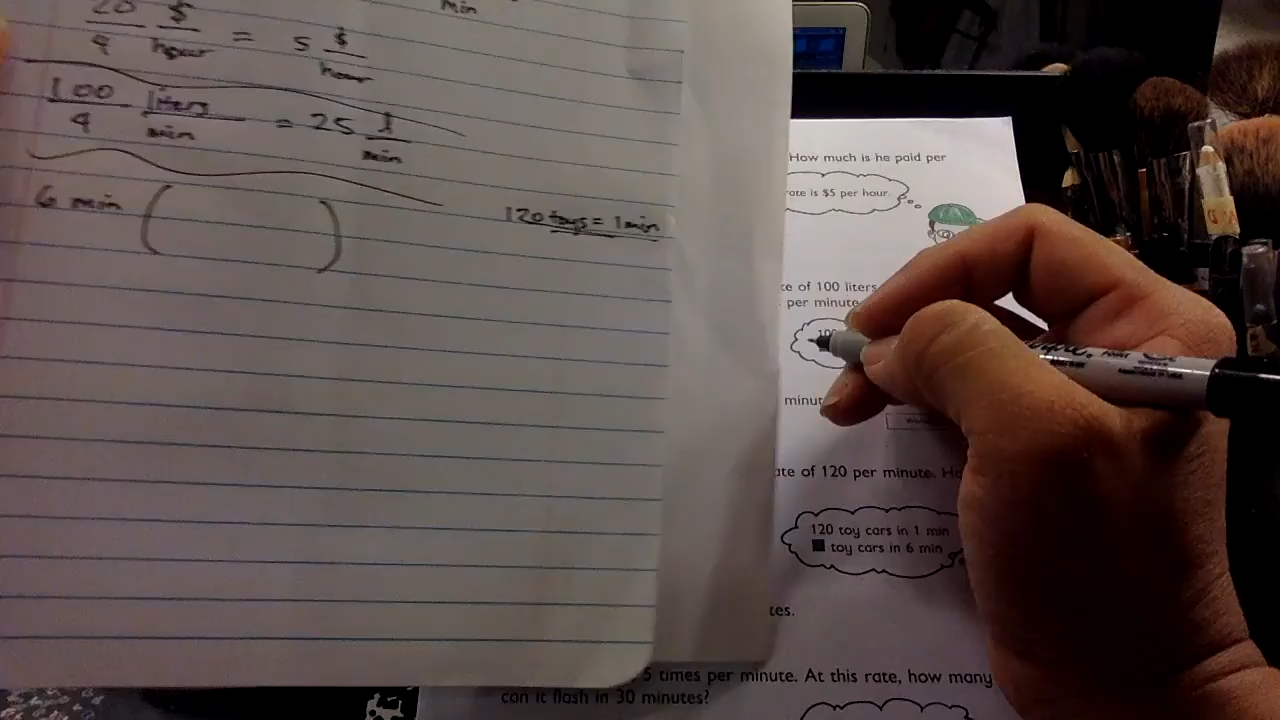 20 $ min
4 hour = 5 $
hour
100 liters
4 min = 25 l
min
6 min ( ) 120 toys = 1 min
How much is he paid per
rate is $5 per hour.
te of 100 liters
per minute
100
minut
ate of 120 per minute. Ho
120 toy cars in 1 min
■ toy cars in 6 min
tes.
5 times per minute. At this rate, how many
can it flash in 30 minutes?